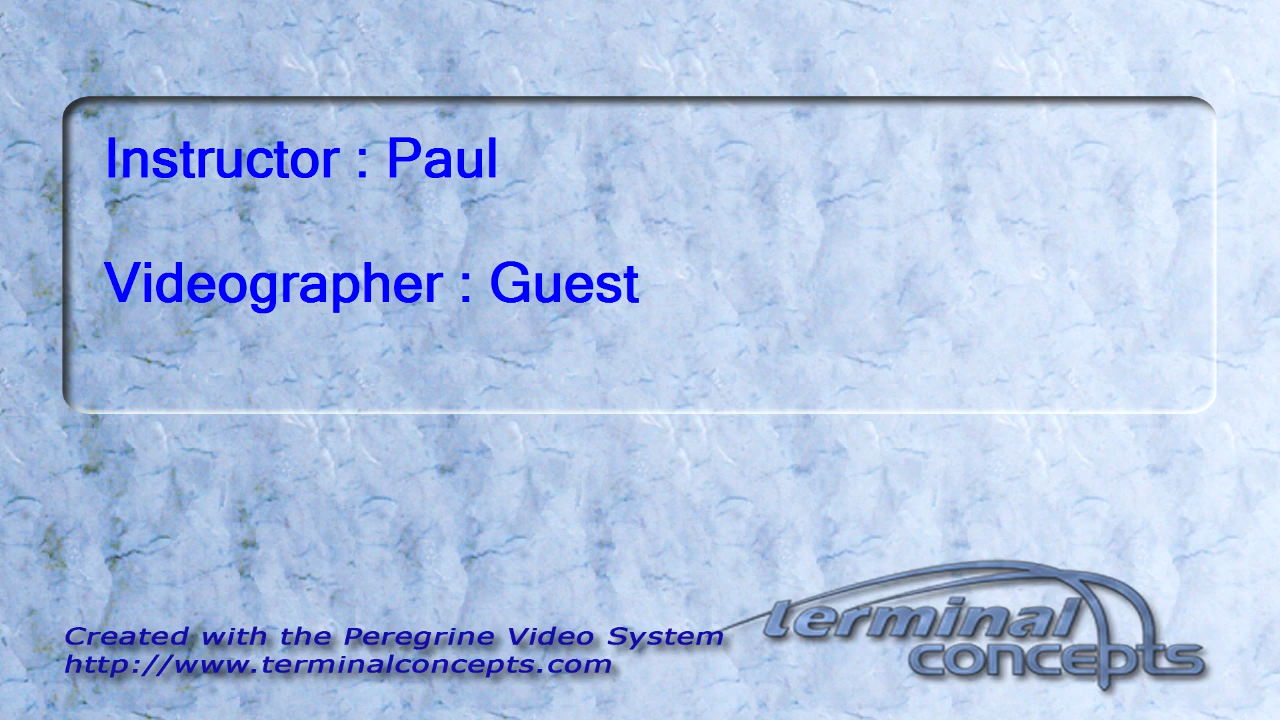 Instructor : Paul
Videographer : Guest
Created with the Peregrine Video System
http://www.terminalconcepts.com
terminal
concepts